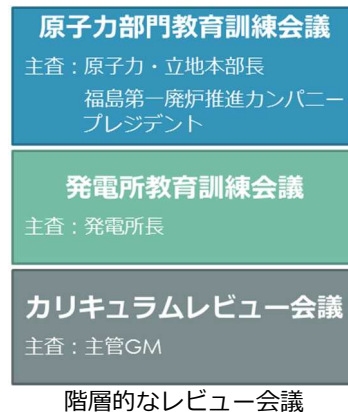 原子力部門教育訓練会議
主査：原子力・立地本部長
福島第一廃炉推進カンパニー
プレジデント
発電所教育訓練会議
主査：発電所長
カリキュラムレビュー会議
主査：主管GM
階層的なレビュー会議